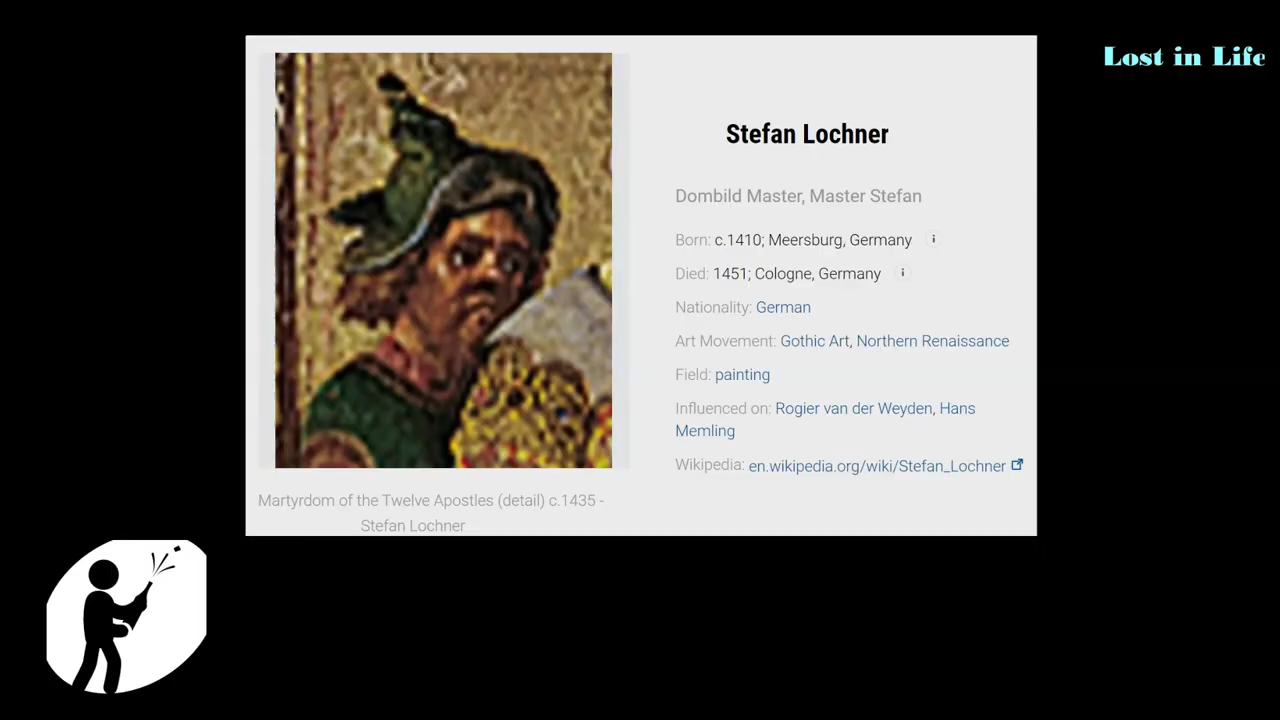 Lost in Life
Stefan Lochner
Dombild Master, Master Stefan
Born: c.1410; Meersburg, Germany i
Died: 1451; Cologne, Germany i
Nationality: German
Art Movement: Gothic Art, Northern Renaissance
Field: painting
Influenced on: Rogier van der Weyden, Hans
Memling
Wikipedia: en.wikipedia.org/wiki/Stefan_Lochner
Martyrdom of the Twelve Apostles (detail) c.1435 -
Stefan Lochner